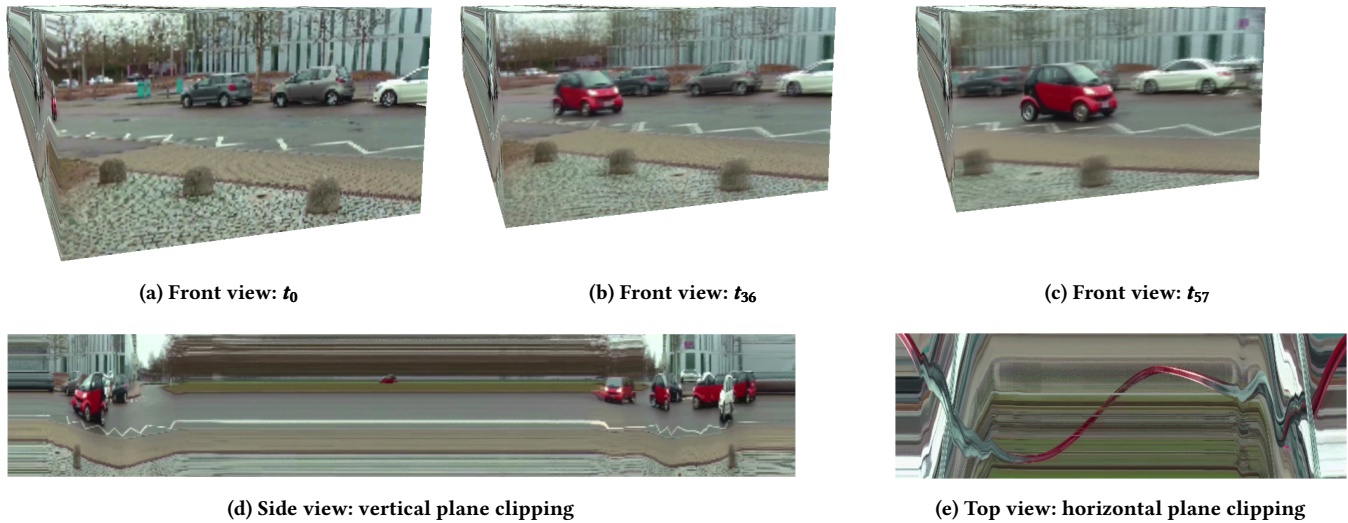 (a) Front view: t0
(b) Front view: t36
(c) Front view: t57
(d) Side view: vertical plane clipping
(e) Top view: horizontal plane clipping